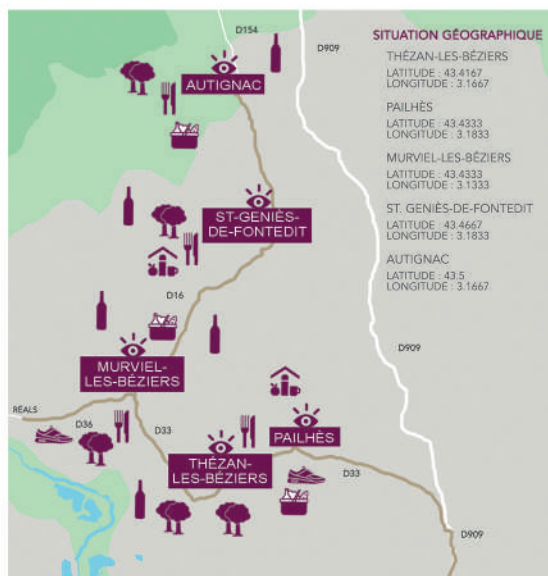 D154
D909
SITUATION GÉOGRAPHIQUE
THÉZAN-LES-BÉZIERS
LATITUDE : 43.4167
LONGITUDE : 3.1667
PAILHÈS
LATITUDE : 43.4333
LONGITUDE : 3.1833
MURVIEL-LES-BÉZIERS
LATITUDE : 43.4333
LONGITUDE : 3.1333
ST. GENIÈS-DE-FONTEDIT
LATITUDE : 43.4667
LONGITUDE : 3.1833
AUTIGNAC
LATITUDE : 43.5
LONGITUDE : 3.1667
AUTIGNAC
ST-GENIÉS-
DE-FONTEDIT
D16
D909
MURVIEL-
LES-BÉZIERS
RÉALS
D36
D33
PAILHÈS
THÉZAN-
LES-BÉZIERS
D33
D909